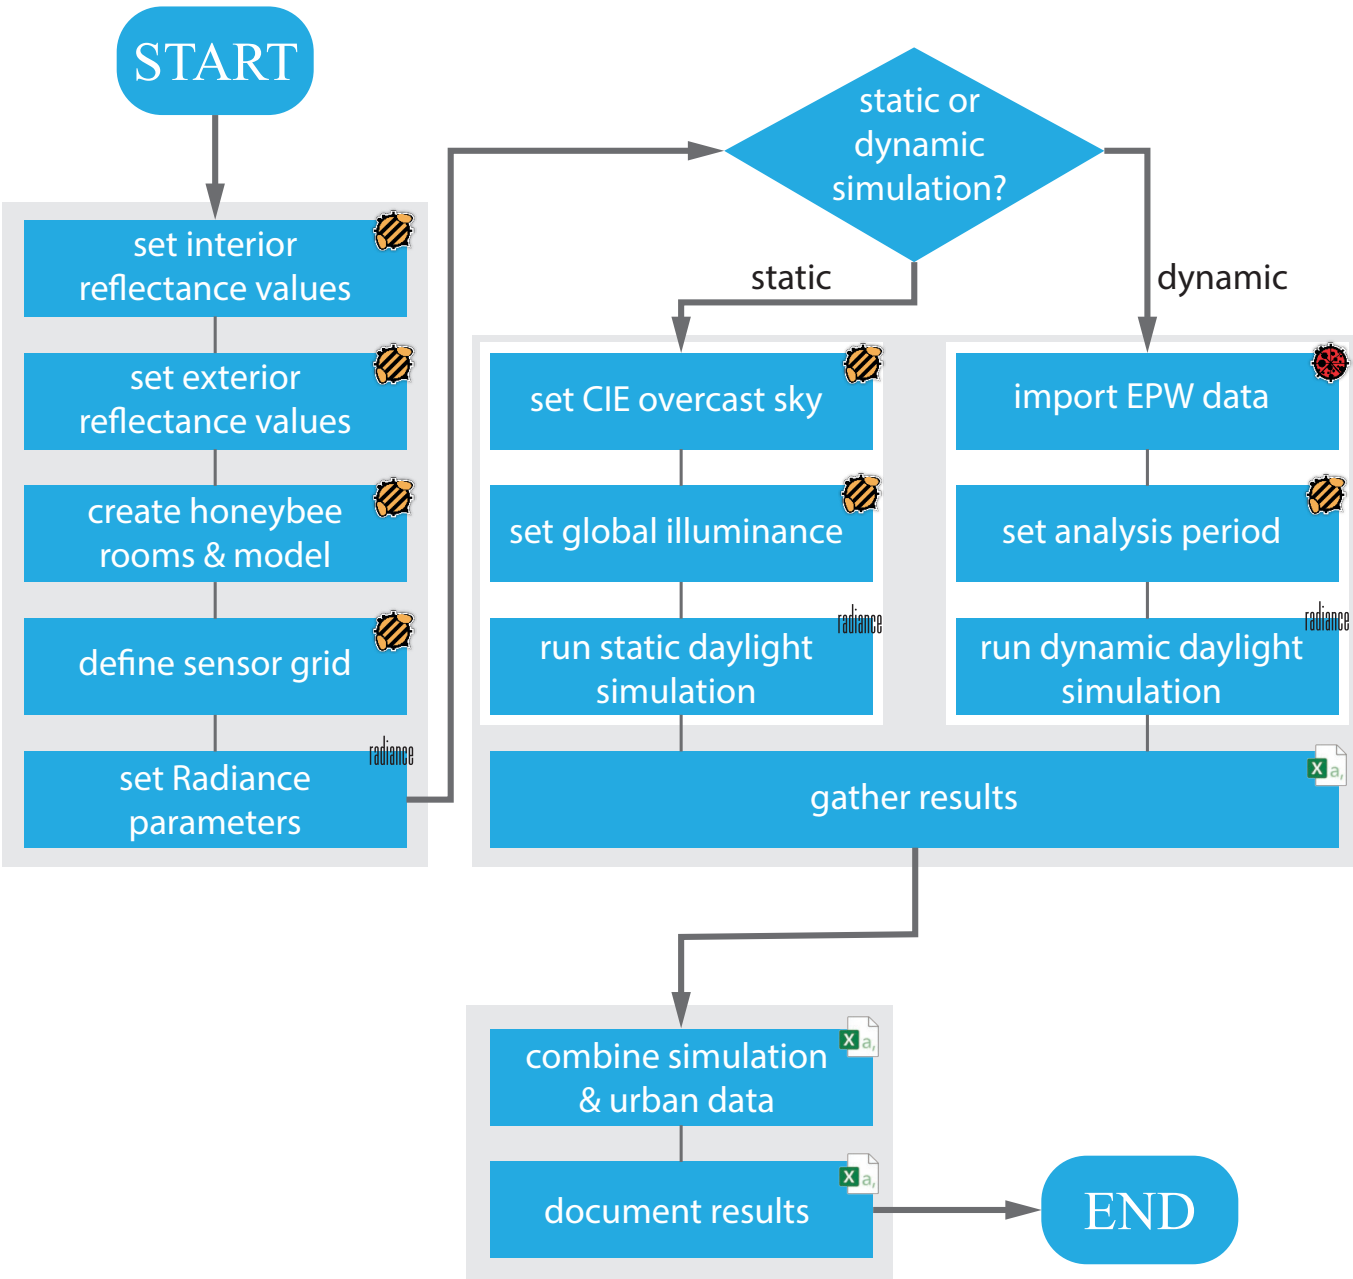 START
set interior
reflectance values
set exterior
reflectance values
create honeybee
rooms & model
define sensor grid
radiance
set Radiance
parameters
static or
dynamic
simulation?
static
dynamic
set CIE overcast sky
set global illuminance
radiance
run static daylight
simulation
import EPW data
set analysis period
radiance
run dynamic daylight
simulation
X a,
gather results
X a,
combine simulation
& urban data
X a,
document results
END